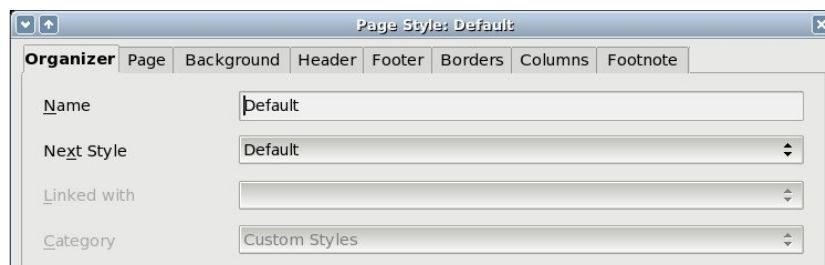 Page Style: Default
Organizer Page Background Header Footer Borders Columns Footnote
Name Default
Next Style Default
Linked with
Category Custom Styles